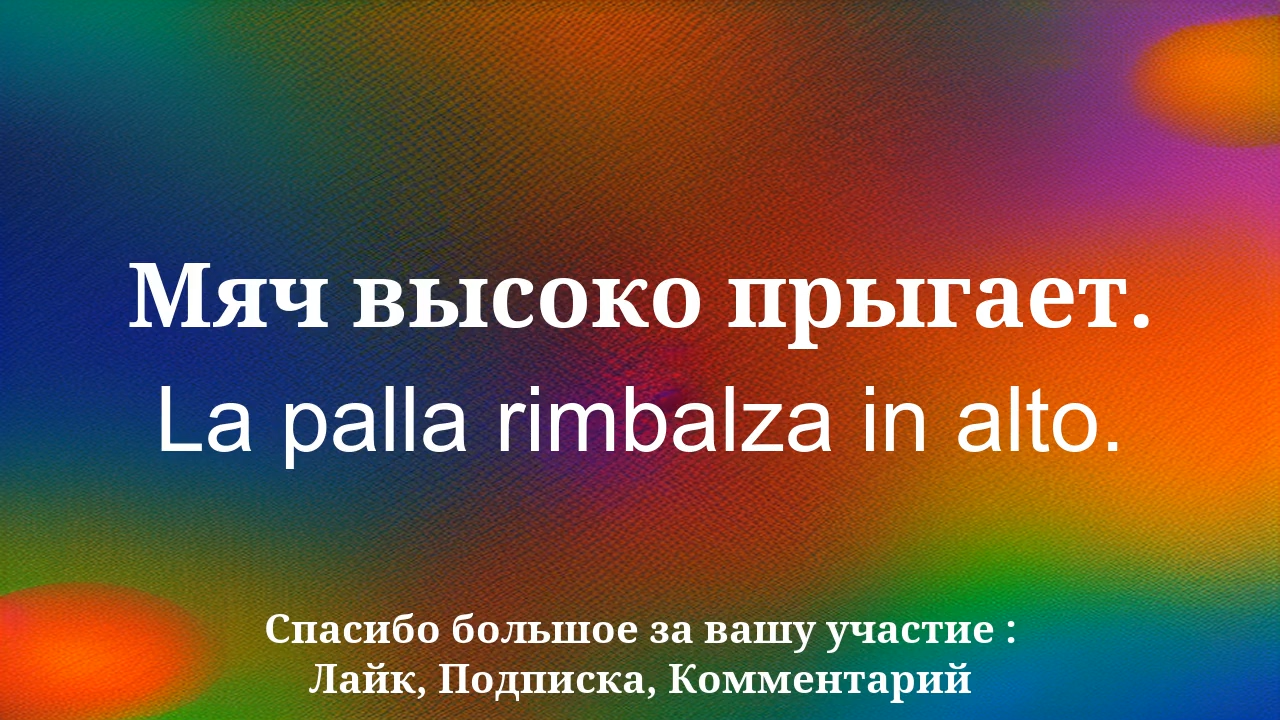 Мяч высоко прыгает.
La palla rimbalza in alto.
Спасибо большое за вашу участие :
Лайк, Подписка, Комментарий